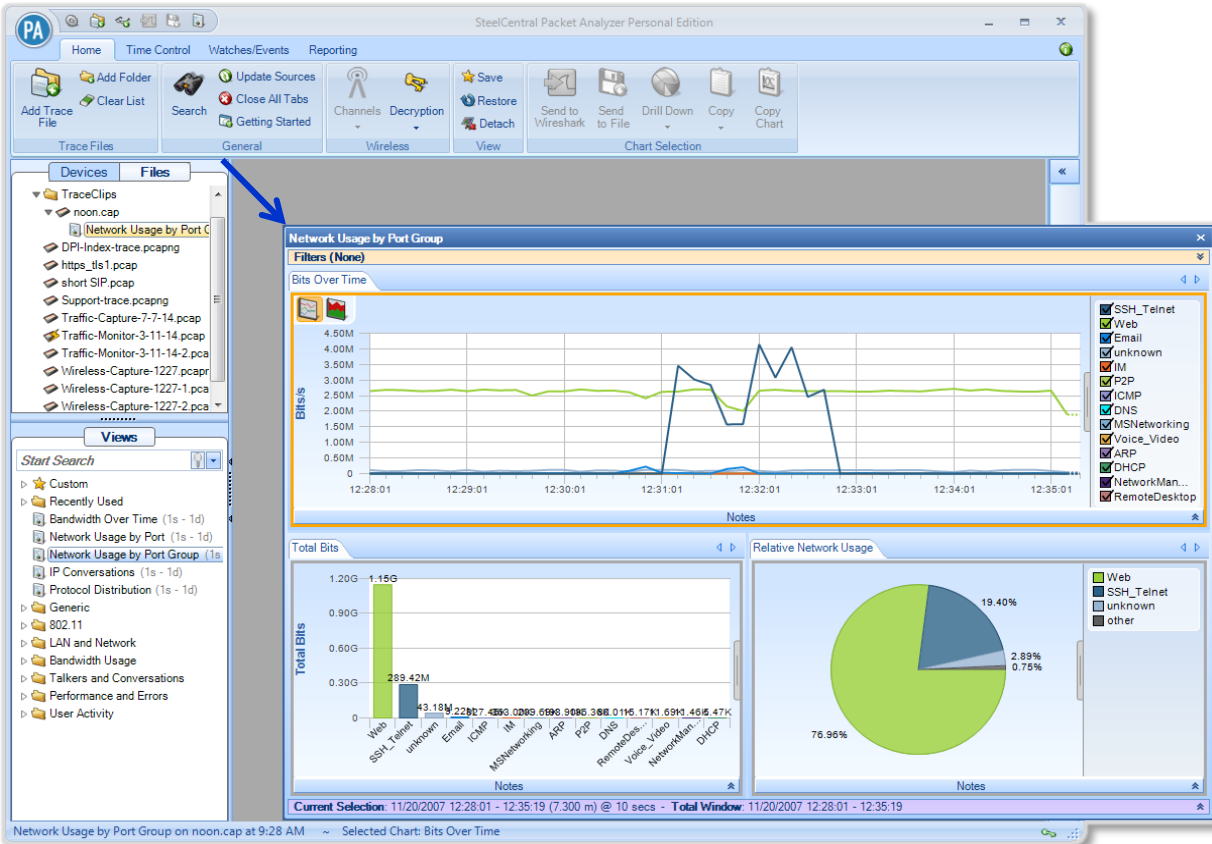 PA
SteelCentral Packet Analyzer Personal Edition
Home Time Control Watches/Events Reporting
Add Trace File
Add Folder
Clear List
Trace Files
Search
Update Sources
Close All Tabs
Getting Started
General
Channels
Decryption
Wireless
Save
Restore
Detach
View
Send to Wireshark
Send to File
Drill Down
Copy
Copy Chart
Chart Selection
Devices Files
TraceClips
noon.cap
Network Usage by Port G
DPI-Index-trace.pcapng
https_tls1.pcap
short SIP.pcap
Support-trace.pcapng
Traffic-Capture-7-7-14.pcap
Traffic-Monitor-3-11-14.pcap
Traffic-Monitor-3-11-14-2.pca
Wireless-Capture-1227.pcapr
Wireless-Capture-1227-1.pca
Wireless-Capture-1227-2.pca
Views
Start Search
Custom
Recently Used
Bandwidth Over Time (1s - 1d)
Network Usage by Port (1s - 1d)
Network Usage by Port Group (1s
IP Conversations (1s - 1d)
Protocol Distribution (1s - 1d)
Generic
802.11
LAN and Network
Bandwidth Usage
Talkers and Conversations
Performance and Errors
User Activity
Network Usage by Port Group
Filters (None)
Bits Over Time
Bits/s
4.50M
4.00M
3.50M
3.00M
2.50M
2.00M
1.50M
1.00M
0.50M
0
12:28:01 12:29:01 12:30:01 12:31:01 12:32:01 12:33:01 12:34:01 12:35:01
SSH_Telnet
Web
Email
unknown
IM
P2P
ICMP
DNS
MSNetworking
Voice_Video
ARP
DHCP
NetworkMan...
RemoteDesktop
Notes
Total Bits
Total Bits
1.20G
0.90G
0.60G
0.30G
0
1.15G
289.42M
43.18M
Web SSH_Telnet unknown Email ICMP IM MSNetworking ARP P2P DNS RemoteDes... Voice_Video NetworkMan... DHCP
Notes
Relative Network Usage
19.40%
2.89%
0.75%
76.96%
Web
SSH_Telnet
unknown
other
Notes
Current Selection: 11/20/2007 12:28:01 - 12:35:19 (7.300 m) @ 10 secs - Total Window: 11/20/2007 12:28:01 - 12:35:19
Network Usage by Port Group on noon.cap at 9:28 AM ~ Selected Chart: Bits Over Time